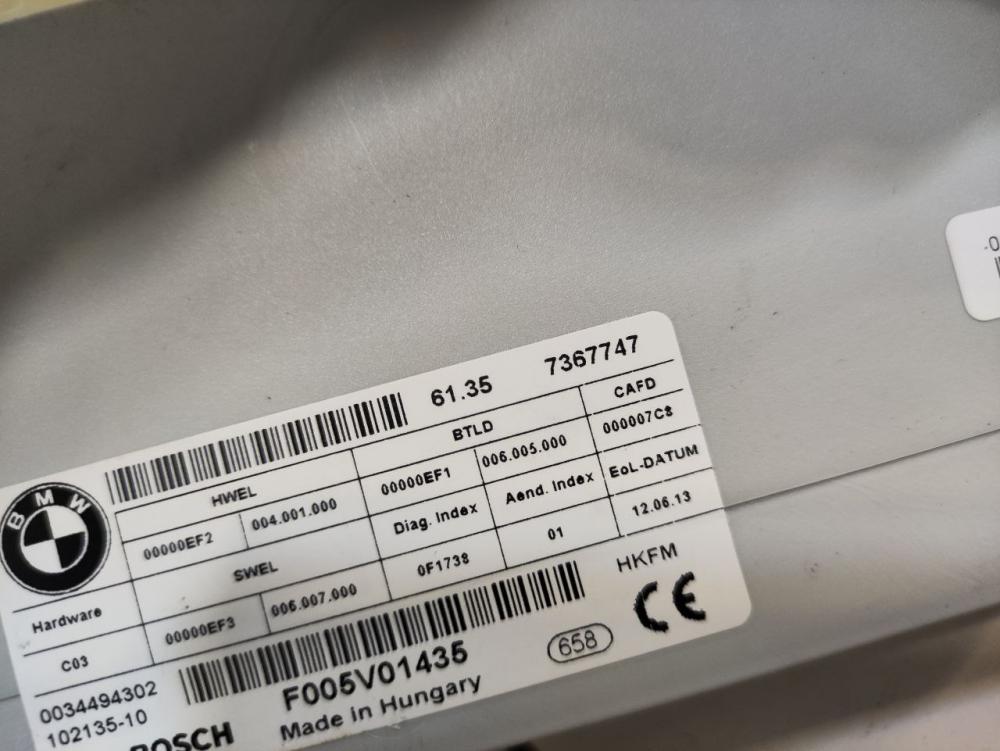 61.35 7367747
BMW
HWEL BTLD CAFD
00000EF2 004.001.000 00000EF1 006.005.000 000007C8
SWEL Diag. Index Aend. Index EoL-DATUM
Hardware 00000EF3 006.007.000 0F1738 01 12.06.13
C03
HKFM
0034494302
102135-10
F005V01435
658
CE
BOSCH
Made in Hungary